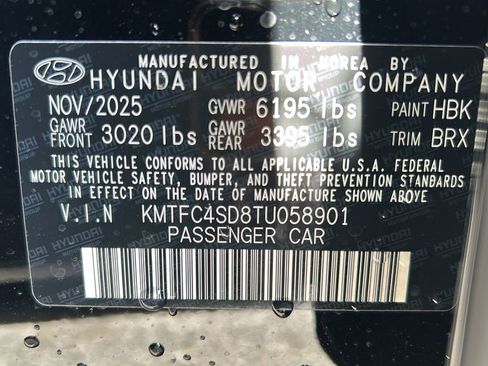 MANUFACTURED IN KOREA BY
HYUNDAI MOTOR COMPANY
NOV/2025 GVWR 6195 lbs PAINT HBK
GAWR FRONT 3020 lbs GAWR REAR 3395 lbs TRIM BRX
THIS VEHICLE CONFORMS TO ALL APPLICABLE U.S.A. FEDERAL
MOTOR VEHICLE SAFETY, BUMPER, AND THEFT PREVENTION STANDARDS
IN EFFECT ON THE DATE OF MANUFACTURE SHOWN ABOVE
V.I.N KMTFC4SD8TU058901
PASSENGER CAR